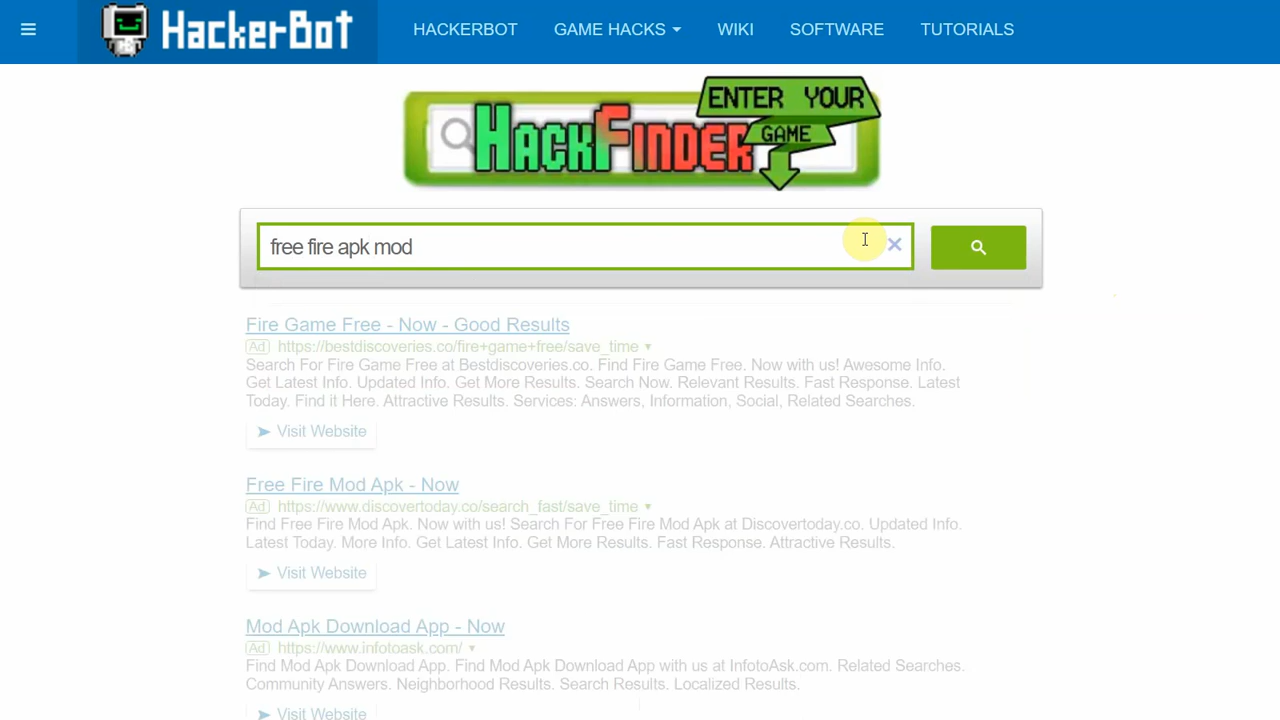 HackerBot
HACKERBOT GAME HACKS WIKI SOFTWARE TUTORIALS
ENTER YOUR
HackFinder
GAME
free fire apk mod
Fire Game Free - Now - Good Results
Ad https://bestdiscoveries.co/fire+game+free/save_time
Search For Fire Game Free at Bestdiscoveries.co. Find Fire Game Free. Now with us! Awesome Info.
Get Latest Info. Updated Info. Get More Results. Search Now. Relevant Results. Fast Response. Latest
Today. Find it Here. Attractive Results. Services: Answers, Information, Social, Related Searches.
Visit Website
Free Fire Mod Apk - Now
Ad https://www.discovertoday.co/search_fast/save_time
Find Free Fire Mod Apk. Now with us! Search For Free Fire Mod Apk at Discovertoday.co. Updated Info.
Latest Today. More Info. Get Latest Info. Get More Results. Fast Response. Attractive Results.
Visit Website
Mod Apk Download App - Now
Ad https://www.infotoask.com/
Find Mod Apk Download App. Find Mod Apk Download App with us at InfotoAsk.com. Related Searches.
Community Answers. Neighborhood Results. Search Results. Localized Results.
Visit Website